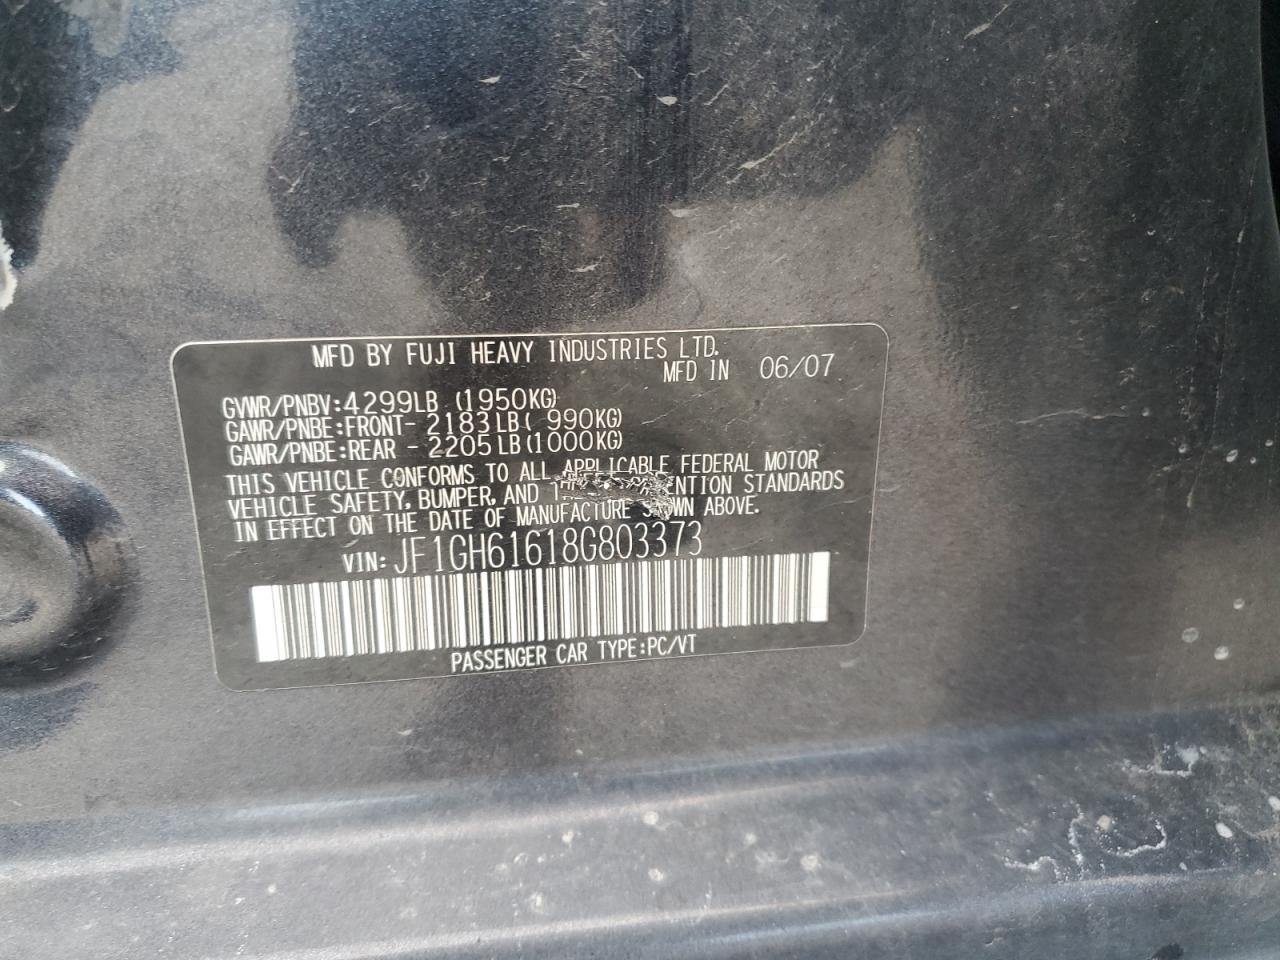 MFD BY FUJI HEAVY INDUSTRIES LTD.
MFD IN 06/07
GVWR/PNBV:4299LB (1950KG)
GAWR/PNBE:FRONT- 2183LB( 990KG)
GAWR/PNBE:REAR - 2205LB(1000KG)
THIS VEHICLE CONFORMS TO ALL APPLICABLE FEDERAL MOTOR
VEHICLE SAFETY, BUMPER, AND STANDARDS
IN EFFECT ON THE DATE OF MANUFACTURE ABOVE.
VIN: JF1GH61618G803373
PASSENGER CAR TYPE:PC/VT